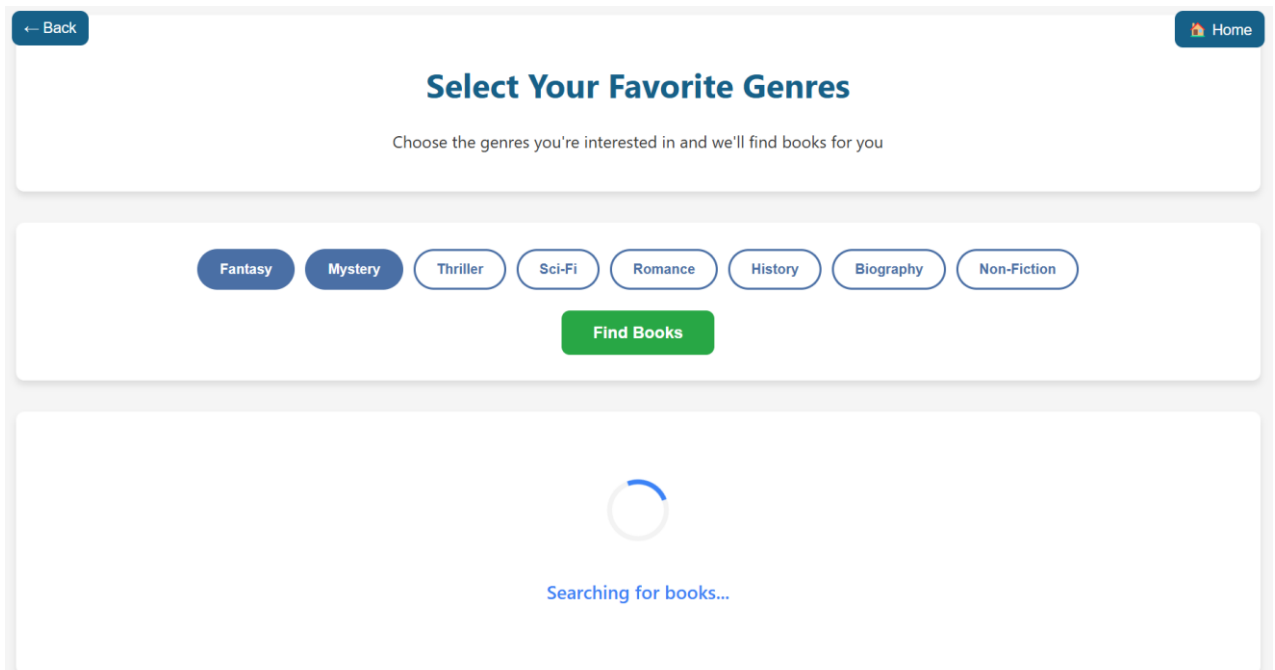 ← Back
🏠 Home
Select Your Favorite Genres
Choose the genres you're interested in and we'll find books for you
Fantasy Mystery Thriller Sci-Fi Romance History Biography Non-Fiction
Find Books
Searching for books...